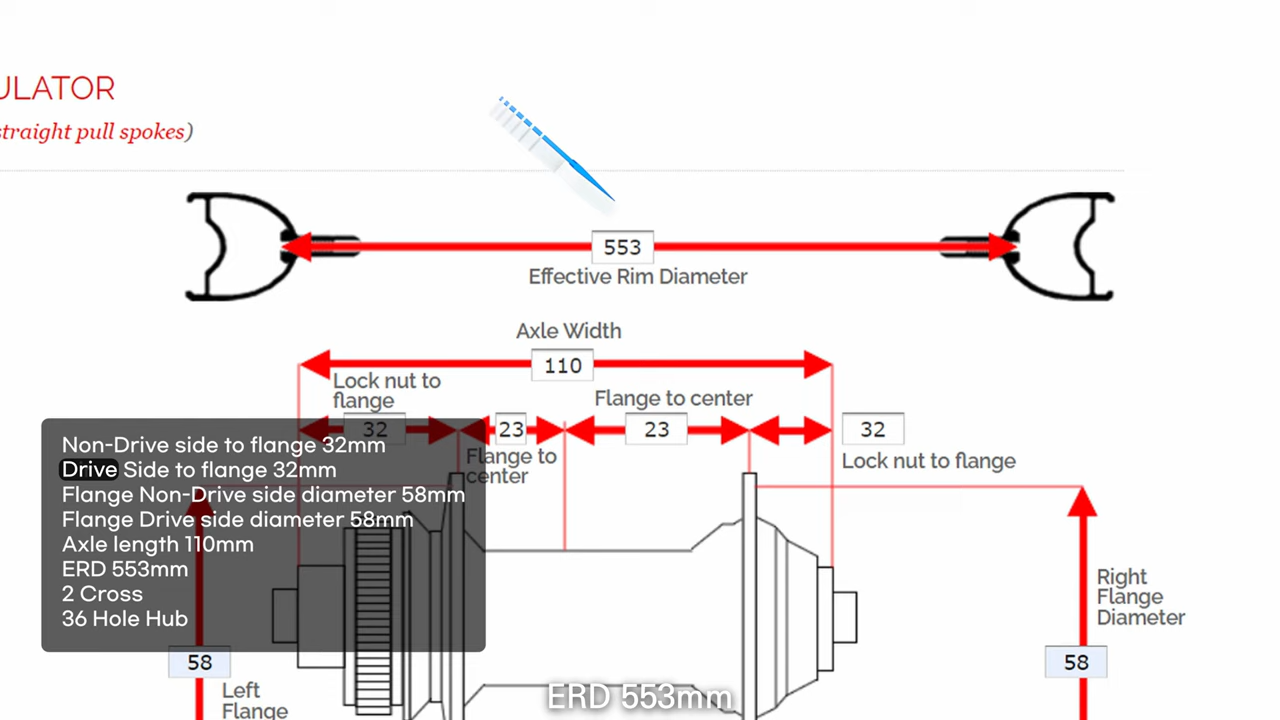 ULATOR
straight pull spokes)
553
Effective Rim Diameter
Axle Width
110
Lock nut to
flange
Flange to center
32
23
23
32
Flange to
center
Lock nut to flange
Non-Drive side to flange 32mm
Drive Side to flange 32mm
Flange Non-Drive side diameter 58mm
Flange Drive side diameter 58mm
Axle length 110mm
ERD 553mm
2 Cross
36 Hole Hub
Right
Flange
Diameter
58
58
Left
Flange
ERD 553mm